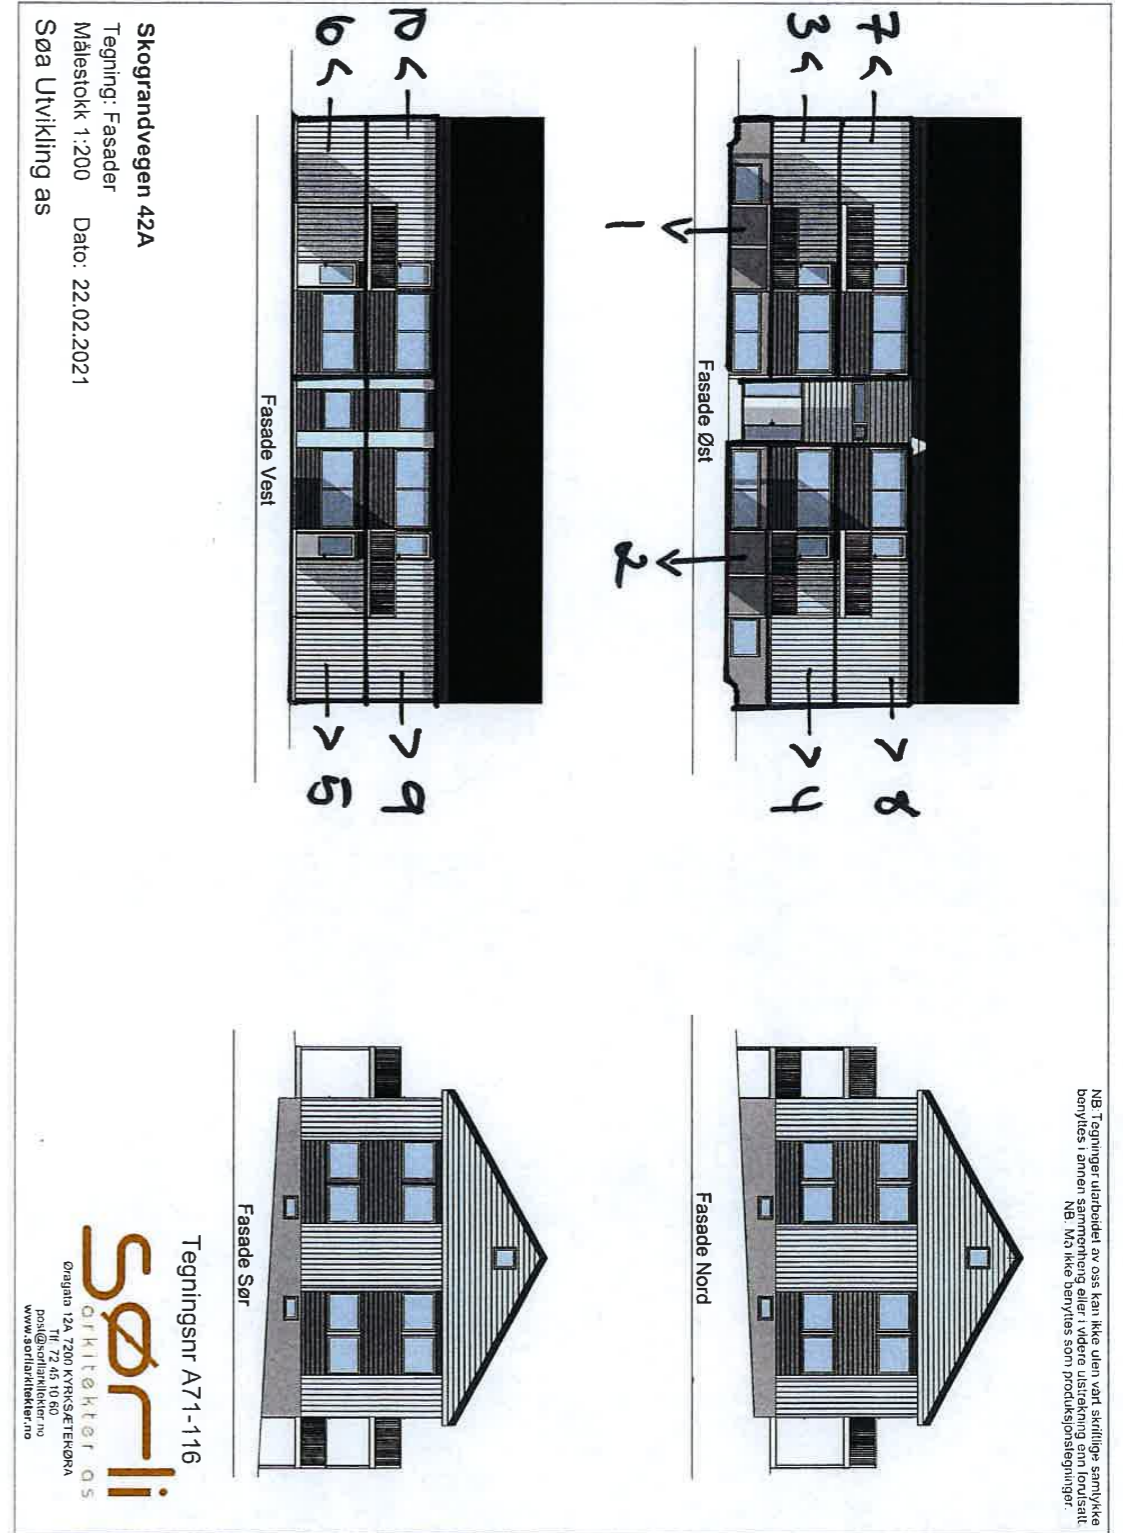 NB: Tegninger utarbeidet av oss kan ikke uten vårt skriftlige samtykke
benyttes i annen sammenheng eller i videre utstrekning enn forutsatt.
NB. Må ikke benyttes som produksjonstegninger.
7
3
1
Fasade Øst
2
8
4
Fasade Nord
10
6
Fasade Vest
9
5
Fasade Sør
Skograndvegen 42A
Tegning: Fasader
Målestokk 1:200 Dato: 22.02.2021
Søa Utvikling as
Tegningsnr A71-116
sørli
arkitekter as
Øragata 12A 7200 KYRKSÆTERØRA
Tlf. 72 45 10 60
post@sorliarkitekter.no
www.sorliarkitekter.no